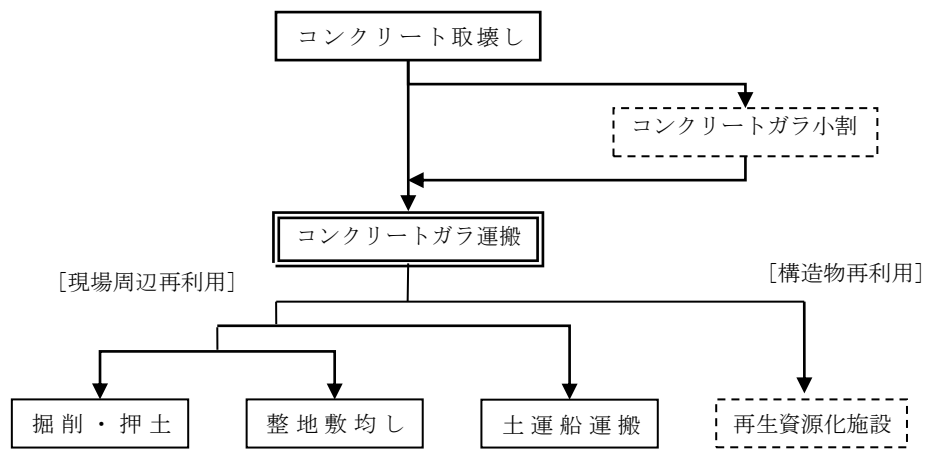 コンクリート取壊し
コンクリートガラ小割
コンクリートガラ運搬
［現場周辺再利用］
［構造物再利用］
掘削・押土
整地敷均し
土運船運搬
再生資源化施設